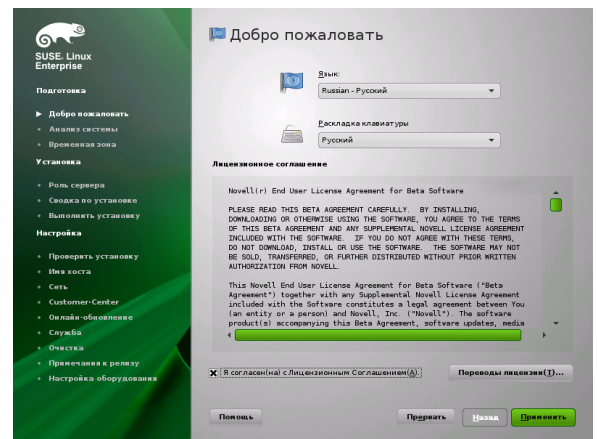 SUSE. Linux
Enterprise
Подготовка
Добро пожаловать
Анализ системы
Временная зона
Установка
Роль сервера
Сводка по установке
Выполнить установку
Настройка
Проверить установку
Имя хоста
Сеть
Customer-Center
Онлайн-обновление
Служба
Очистка
Примечания к релизу
Настройка оборудования
Добро пожаловать
Язык:
Russian - Русский
Раскладка клавиатуры
Русский
Лицензионное соглашение
Novell(r) End User License Agreement for Beta Software
PLEASE READ THIS BETA AGREEMENT CAREFULLY. BY INSTALLING,
DOWNLOADING OR OTHERWISE USING THE SOFTWARE, YOU AGREE TO THE TERMS
OF THIS BETA AGREEMENT AND ANY SUPPLEMENTAL NOVELL LICENSE AGREEMENT
INCLUDED WITH THE SOFTWARE. IF YOU DO NOT AGREE WITH THESE TERMS,
DO NOT DOWNLOAD, INSTALL OR USE THE SOFTWARE. THE SOFTWARE MAY NOT
BE SOLD, TRANSFERRED, OR FURTHER DISTRIBUTED WITHOUT PRIOR WRITTEN
AUTHORIZATION FROM NOVELL.
This Novell End User License Agreement for Beta Software ("Beta
Agreement") together with any Supplemental Novell License Agreement
included with the Software constitutes a legal agreement between You
(an entity or a person) and Novell, Inc. ("Novell"). The software
product(s) accompanying this Beta Agreement, software updates, media
Я согласен(на) с Лицензионным Соглашением(A).
Переводы лицензии(T)...
Помощь
Прервать
Назад
Применить